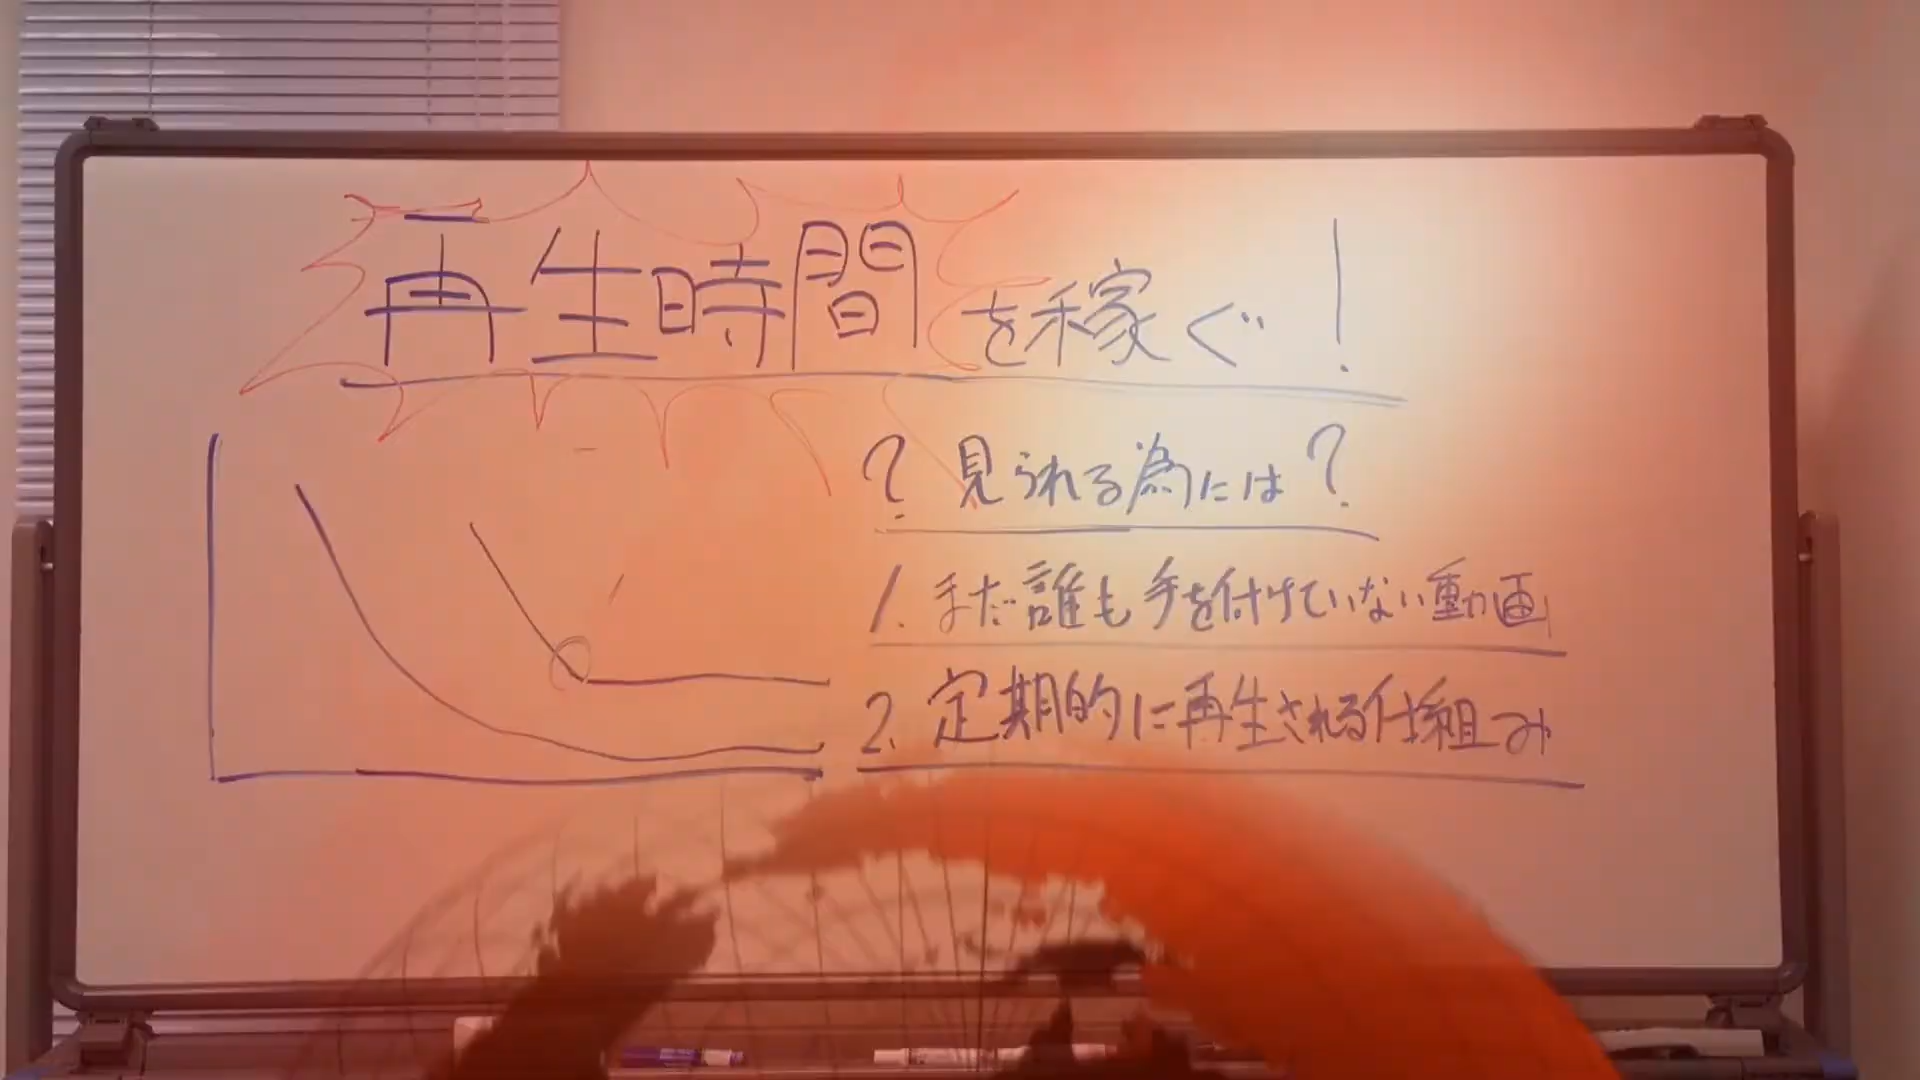 再生時間を稼ぐ!
?見られる為には?
1. まだ誰も手を付けていない動画
2. 定期的に再生される仕組み